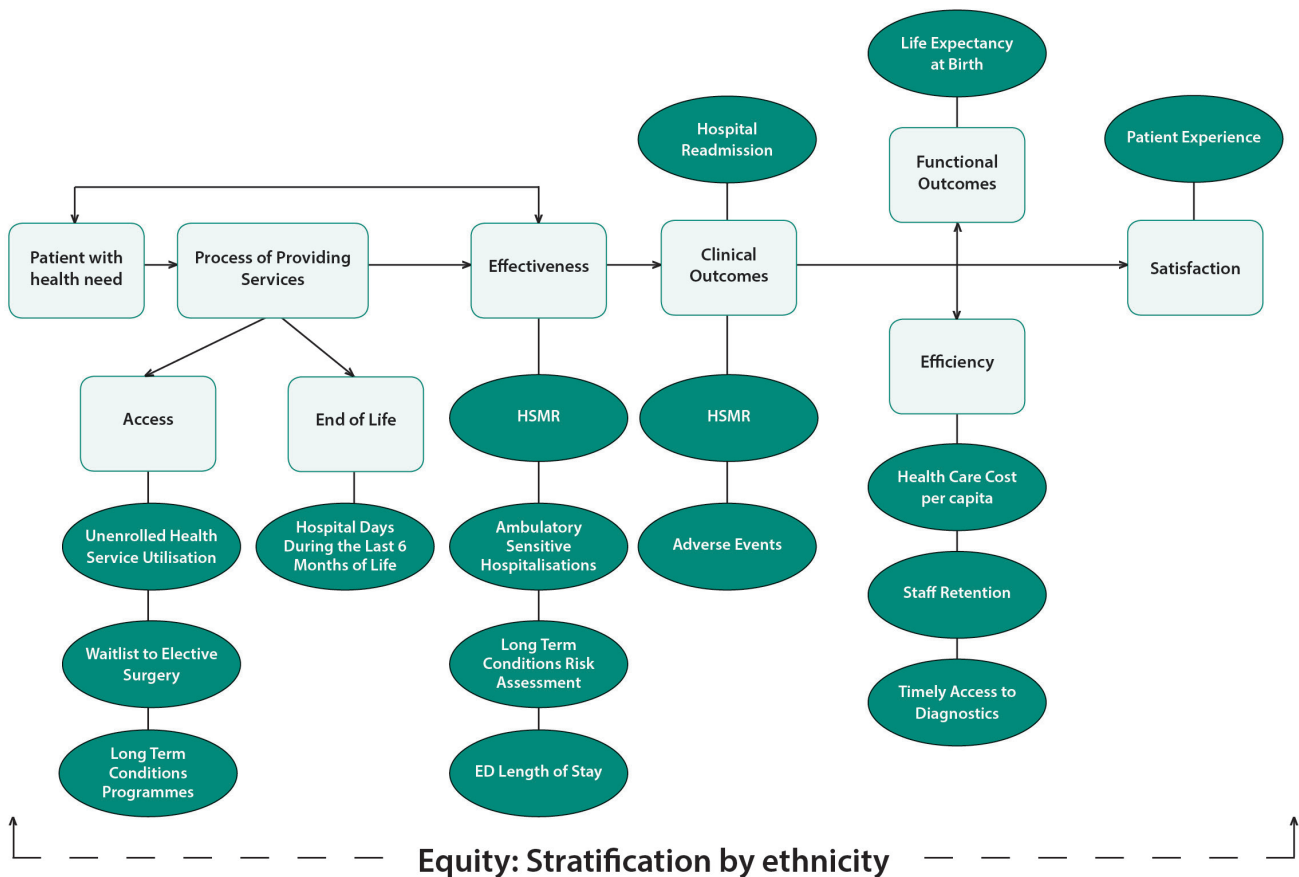 Life Expectancy
at Birth
Hospital
Readmission
Patient Experience
Functional
Outcomes
Patient with
health need
Process of Providing
Services
Effectiveness
Clinical
Outcomes
Satisfaction
Access
End of Life
HSMR
HSMR
Efficiency
Unenrolled Health
Service Utilisation
Hospital Days
During the Last 6
Months of Life
Ambulatory
Sensitive
Hospitalisations
Adverse Events
Health Care Cost
per capita
Staff Retention
Waitlist to Elective
Surgery
Long Term
Conditions Risk
Assessment
Timely Access to
Diagnostics
Long Term
Conditions
Programmes
ED Length of Stay
Equity: Stratification by ethnicity